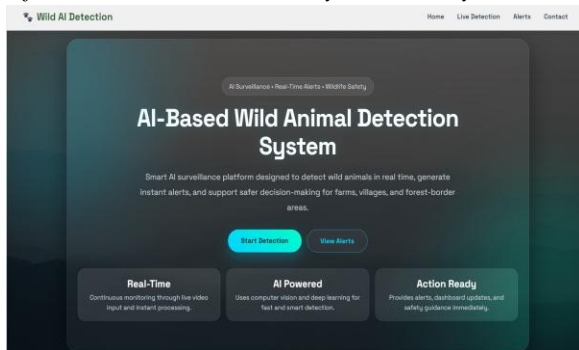 Wild AI Detection
Home Live Detection Alerts Contact
AI Surveillance • Real-Time Alerts • Wildlife Safety
AI-Based Wild Animal Detection
System
Smart AI surveillance platform designed to detect wild animals in real time, generate
instant alerts, and support safer decision-making for farms, villages, and forest-border
areas.
Start Detection View Alerts
Real-Time
Continuous monitoring through live video
input and instant processing.
AI Powered
Uses computer vision and deep learning for
fast and smart detection.
Action Ready
Provides alerts, dashboard updates, and
safety guidance immediately.